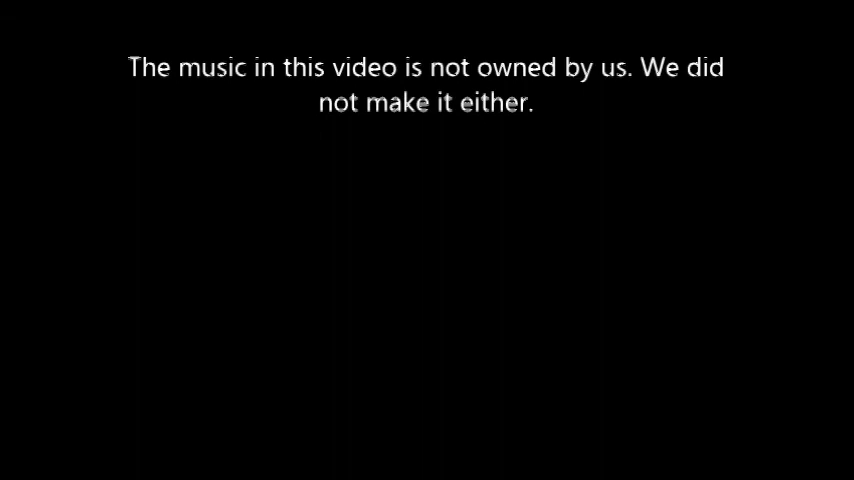 The music in this video is not owned by us. We did
not make it either.